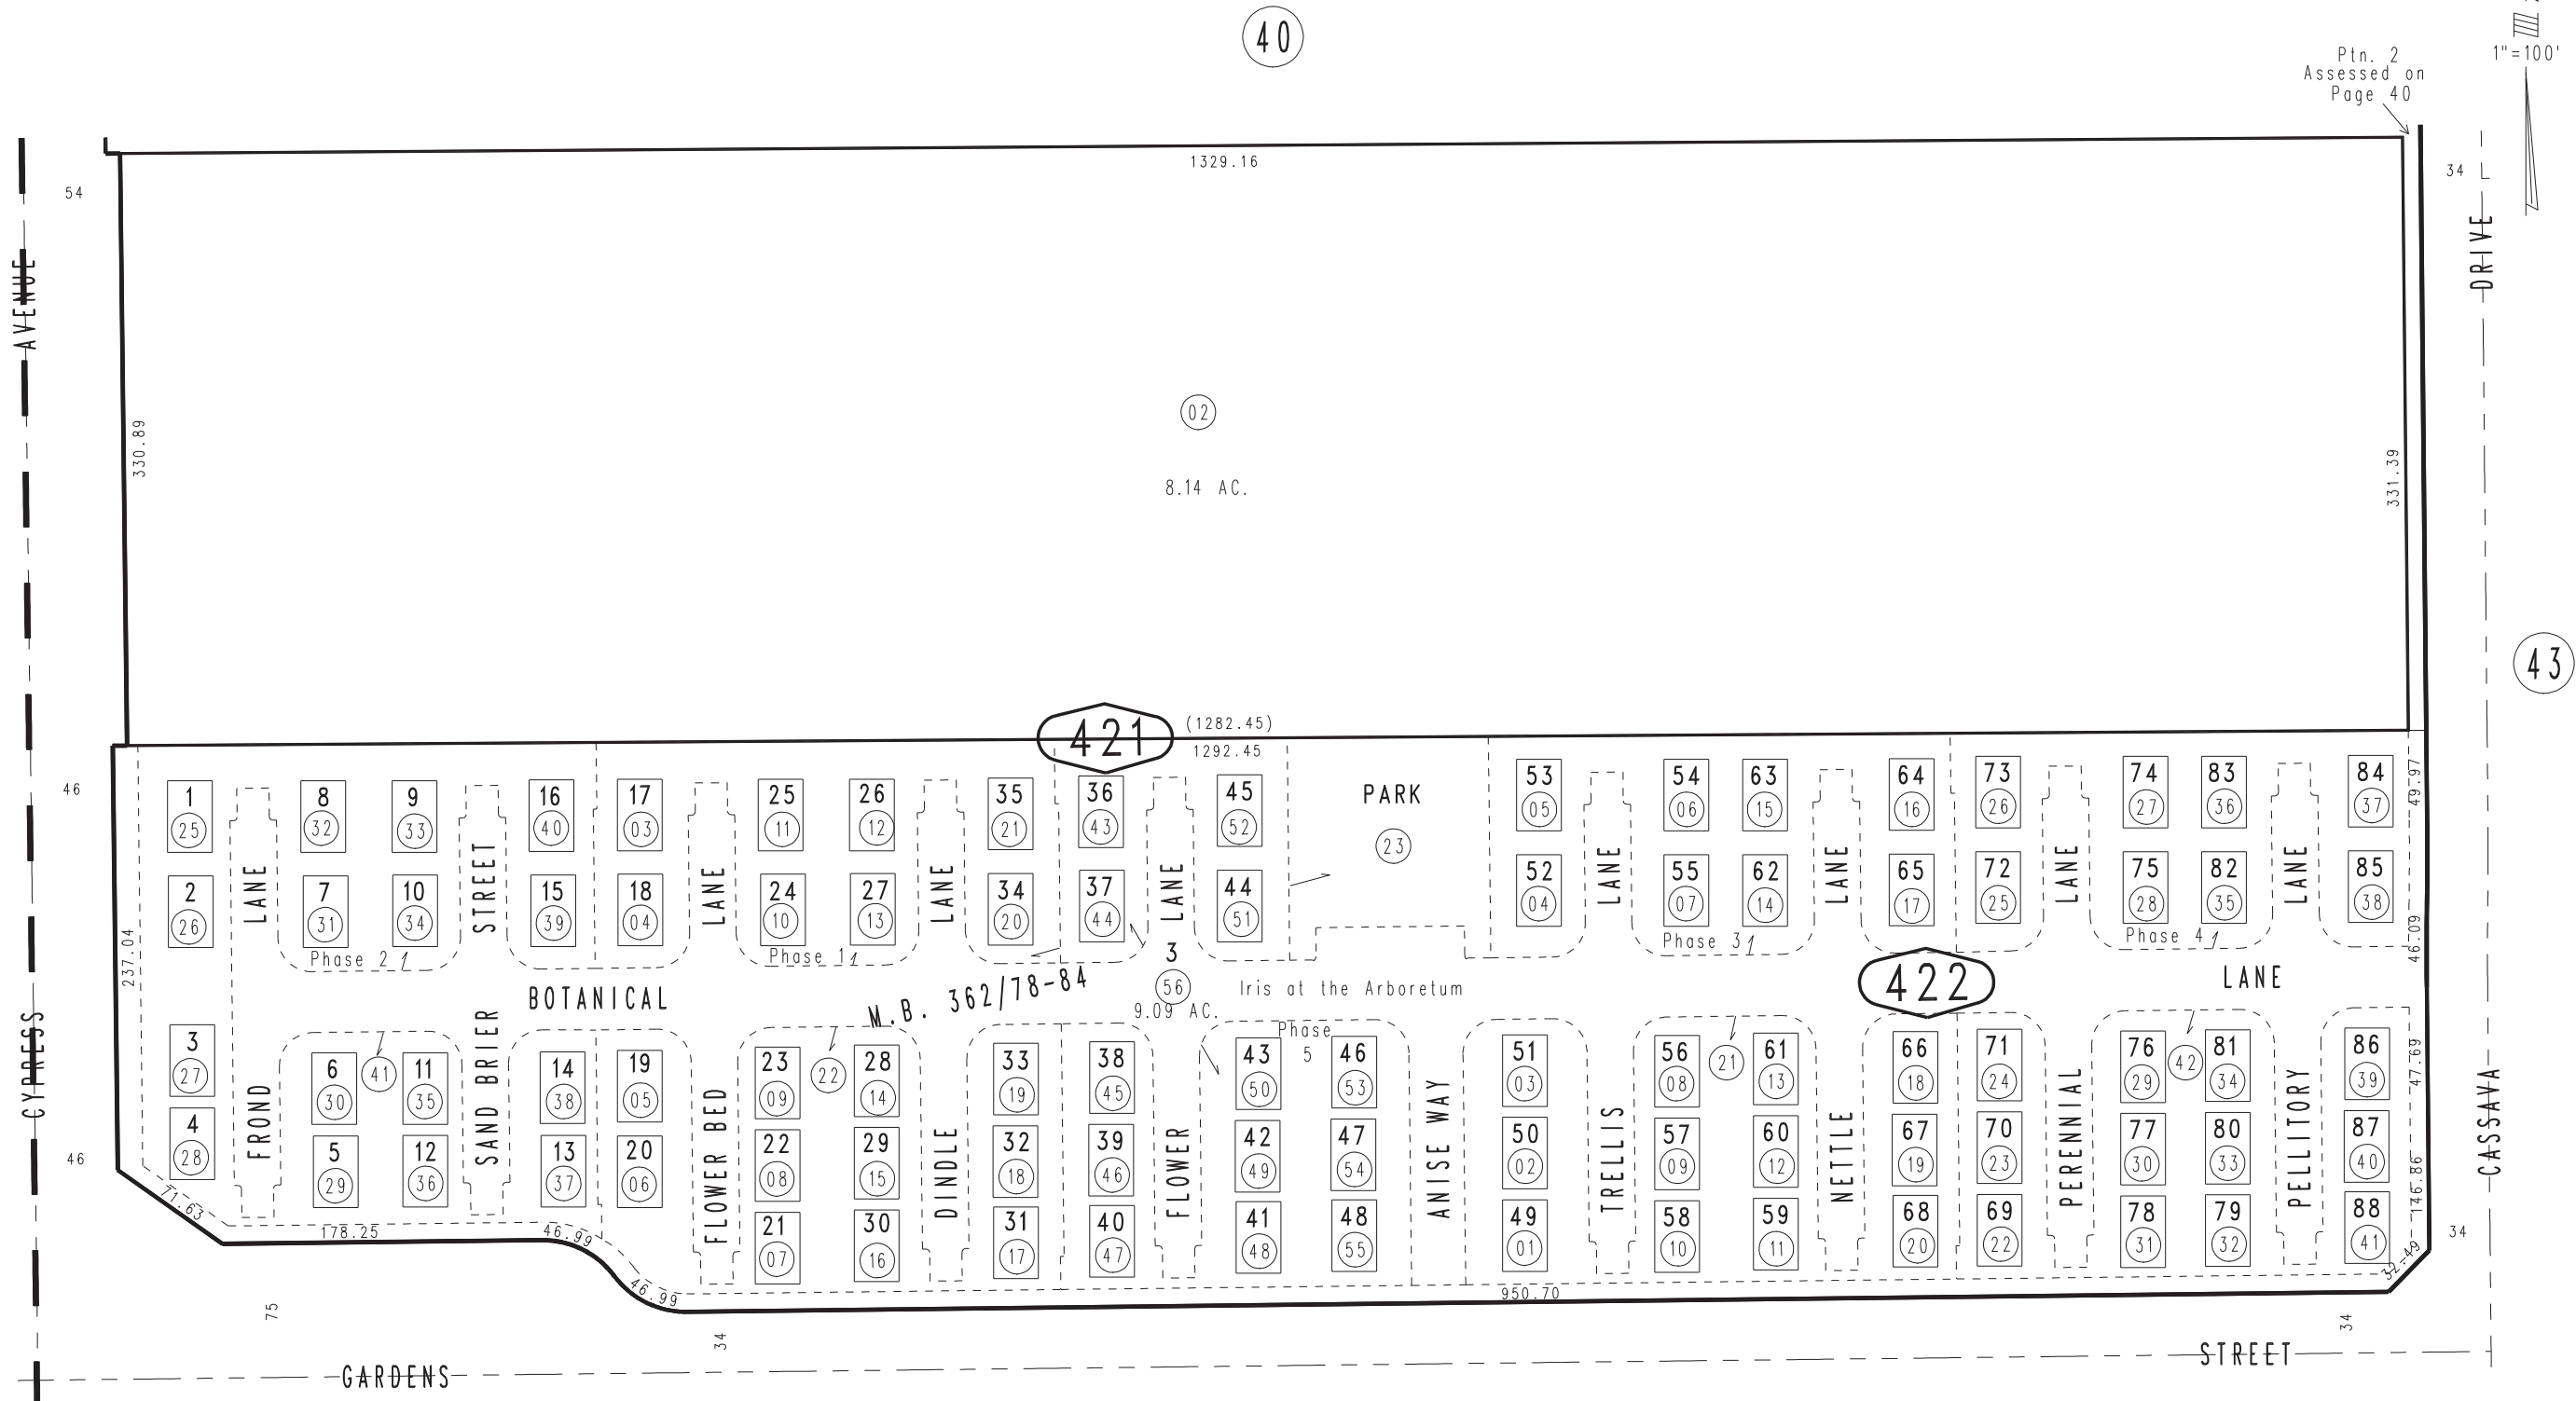 40
1"=100'
Ptn. 2
Assessed on
Page 40
1329.16
54
34
AVENUE
DRIVE
330.89
02
8.14 AC.
331.39
43
421
(1282.45)
1292.45
46
1 8 9 16 17 25 26 35 36 45 PARK 53 54 63 64 73 74 83 84
25 32 33 40 03 11 12 21 43 52 23 05 06 15 16 26 27 36 37
49.97
LANE STREET LANE LANE LANE LANE LANE LANE LANE
2 7 10 15 18 24 27 34 37 44 52 55 62 65 72 75 82 85
26 31 34 39 04 10 13 20 44 51 04 07 14 17 25 28 35 38
46.09
237.04
Phase 2
Phase 1
Phase 3
Phase 4
3
56
9.09 AC.
BOTANICAL
M.B. 362/78-84
Iris at the Arboretum
422
LANE
Phase
5
3 6 11 14 19 23 28 33 38 43 46 51 56 61 66 71 76 81 86
27 30 41 35 38 05 09 22 14 19 45 50 53 03 08 21 13 18 24 29 42 34 39
47.69
CYPRESS
FROND
SAND BRIER
FLOWER BED
DINDLE
FLOWER
ANISE WAY
TRELLIS
NETTLE
PERENNIAL
PELLITORY
CASSAVA
4 5 12 13 20 22 29 32 39 42 47 50 57 60 67 70 77 80 87
28 29 36 37 06 08 15 18 46 49 54 02 09 12 19 23 30 33 40
46
146.86
21 30 31 40 41 48 49 58 59 68 69 78 79 88
07 16 17 47 48 55 01 10 11 20 22 31 32 41
71.63
178.25
46.99
46.99
950.70
32.49
34
75
34
34
GARDENS
STREET